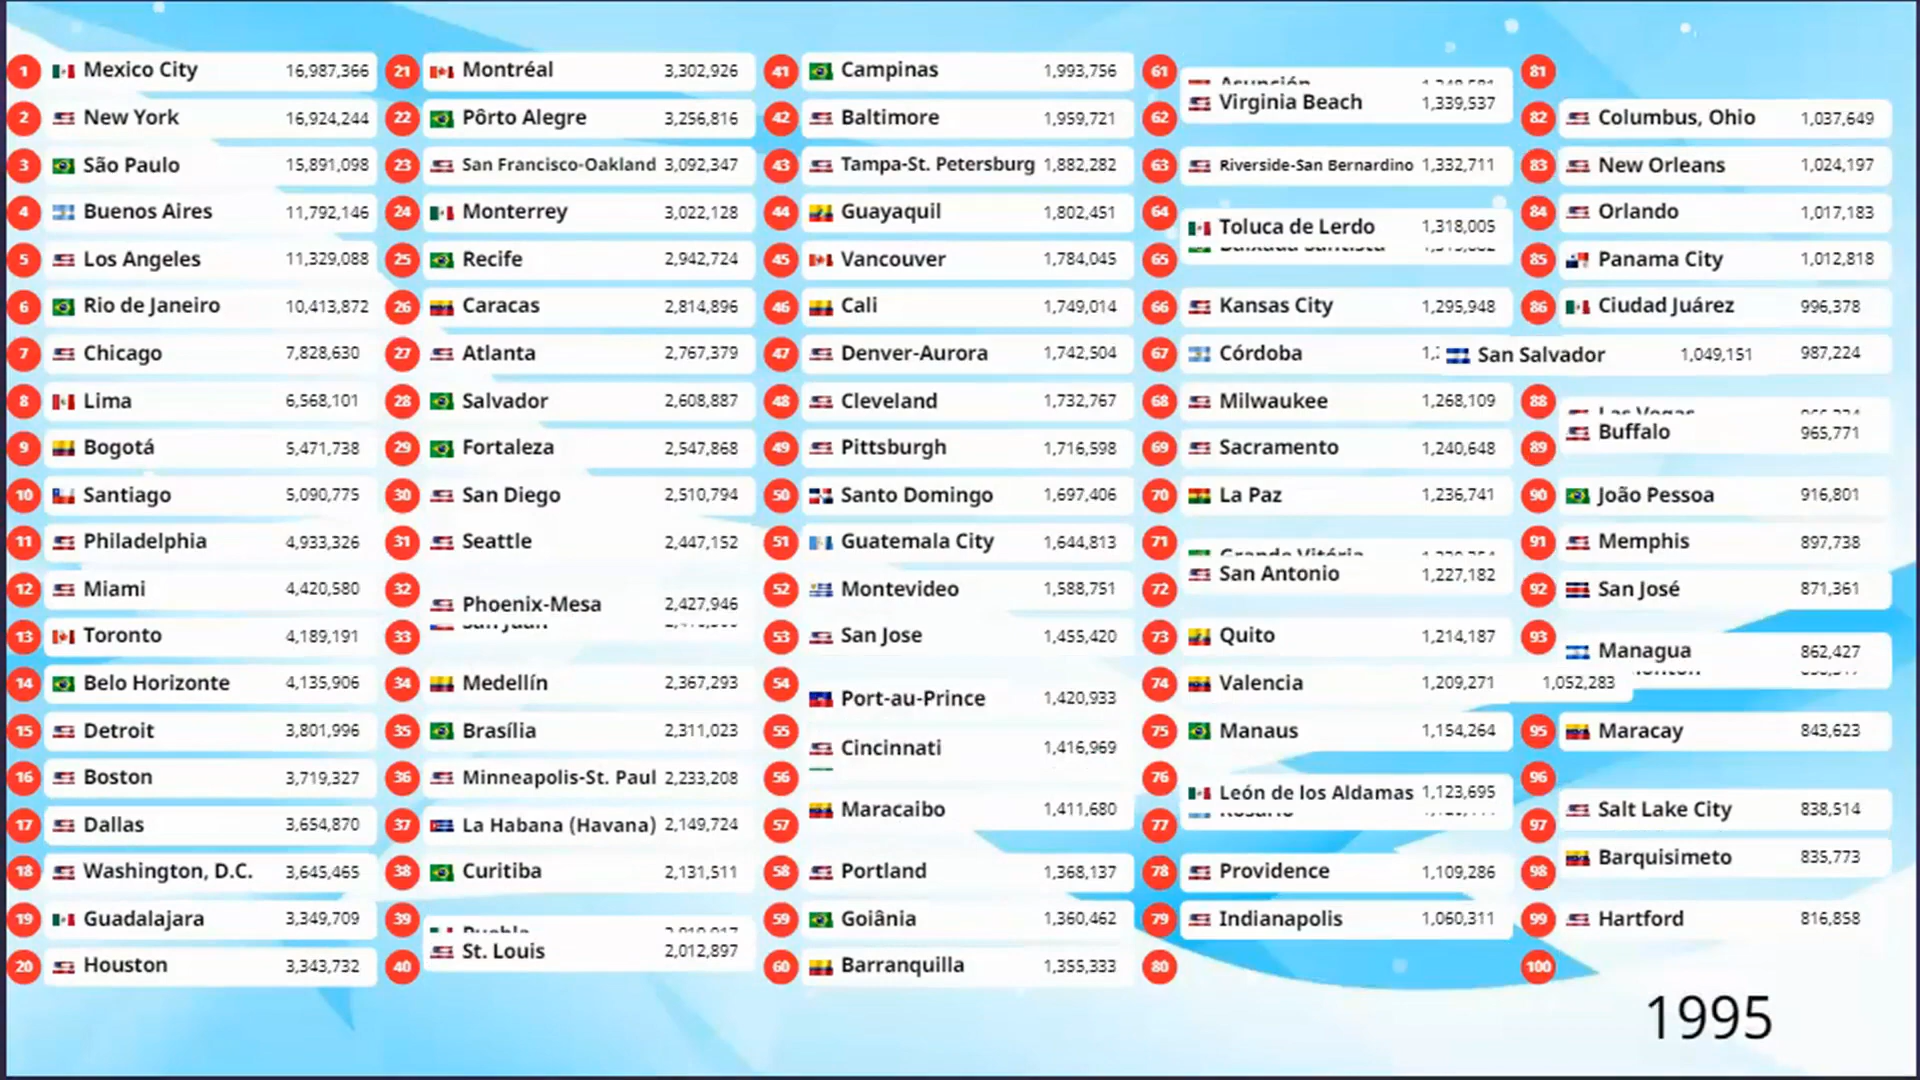 1 Mexico City 16,987,366
2 New York 16,924,244
3 São Paulo 15,891,098
4 Buenos Aires 11,792,146
5 Los Angeles 11,329,088
6 Rio de Janeiro 10,413,872
7 Chicago 7,828,630
8 Lima 6,568,101
9 Bogotá 5,471,738
10 Santiago 5,090,775
11 Philadelphia 4,933,326
12 Miami 4,420,580
13 Toronto 4,189,191
14 Belo Horizonte 4,135,906
15 Detroit 3,801,996
16 Boston 3,719,327
17 Dallas 3,654,870
18 Washington, D.C. 3,645,465
19 Guadalajara 3,349,709
20 Houston 3,343,732
21 Montréal 3,302,926
22 Pôrto Alegre 3,256,816
23 San Francisco-Oakland 3,092,347
24 Monterrey 3,022,128
25 Recife 2,942,724
26 Caracas 2,814,896
27 Atlanta 2,767,379
28 Salvador 2,608,887
29 Fortaleza 2,547,868
30 San Diego 2,510,794
31 Seattle 2,447,152
32
Phoenix-Mesa 2,427,946
33 San Juan
34 Medellín 2,367,293
35 Brasília 2,311,023
36 Minneapolis-St. Paul 2,233,208
37 La Habana (Havana) 2,149,724
38 Curitiba 2,131,511
39 Puebla
St. Louis 2,012,897
40
41 Campinas 1,993,756
42 Baltimore 1,959,721
43 Tampa-St. Petersburg 1,882,282
44 Guayaquil 1,802,451
45 Vancouver 1,784,045
46 Cali 1,749,014
47 Denver-Aurora 1,742,504
48 Cleveland 1,732,767
49 Pittsburgh 1,716,598
50 Santo Domingo 1,697,406
51 Guatemala City 1,644,813
52 Montevideo 1,588,751
53 San Jose 1,455,420
54
Port-au-Prince 1,420,933
55
Cincinnati 1,416,969
56
Maracaibo 1,411,680
57
58 Portland 1,368,137
59 Goiânia 1,360,462
60 Barranquilla 1,355,333
61 Asunción
62 Virginia Beach 1,339,537
63 Riverside-San Bernardino 1,332,711
64
Toluca de Lerdo 1,318,005
65 Baixada Santista
66 Kansas City 1,295,948
67 Córdoba
68 Milwaukee 1,268,109
69 Sacramento 1,240,648
70 La Paz 1,236,741
71 Grande Vitória
San Antonio 1,227,182
72
73 Quito 1,214,187
74 Valencia 1,209,271
1,052,283
75 Manaus 1,154,264
76
León de los Aldamas 1,123,695
77 Rosario
78 Providence 1,109,286
79 Indianapolis 1,060,311
80
81
82 Columbus, Ohio 1,037,649
83 New Orleans 1,024,197
84 Orlando 1,017,183
85 Panama City 1,012,818
86 Ciudad Juárez 996,378
San Salvador 1,049,151
987,224
88 Las Vegas
Buffalo 965,771
89
90 João Pessoa 916,801
91 Memphis 897,738
92 San José 871,361
93
Managua 862,427
95 Maracay 843,623
96
Salt Lake City 838,514
97
Barquisimeto 835,773
98
99 Hartford 816,858
100
1995